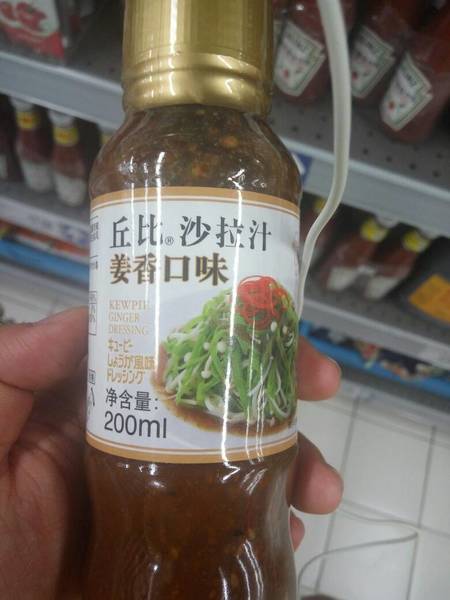 丘比® 沙拉汁
姜香口味
KEWPIE
GINGER
DRESSING
キユーピー
しょうが風味
ドレッシング
净含量:
200ml
HEINZ